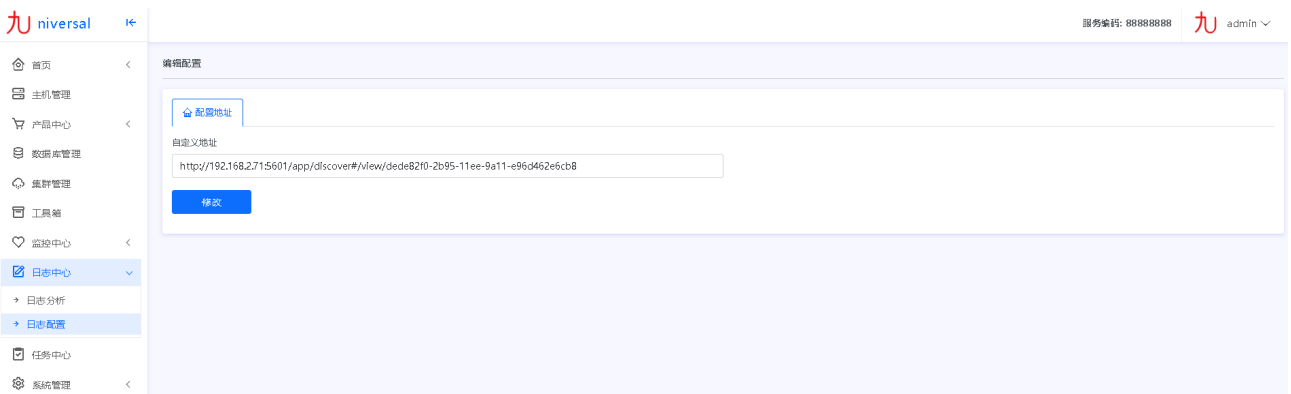 九 niversal
服务编码: 88888888
九 admin
首页
主机管理
产品中心
数据库管理
集群管理
工具箱
监控中心
日志中心
日志分析
日志配置
任务中心
系统管理
编辑配置
配置地址
自定义地址
http://192.168.2.71:5601/app/discover#/view/dede82f0-2b95-11ee-9a11-e96d462e6cb8
修改